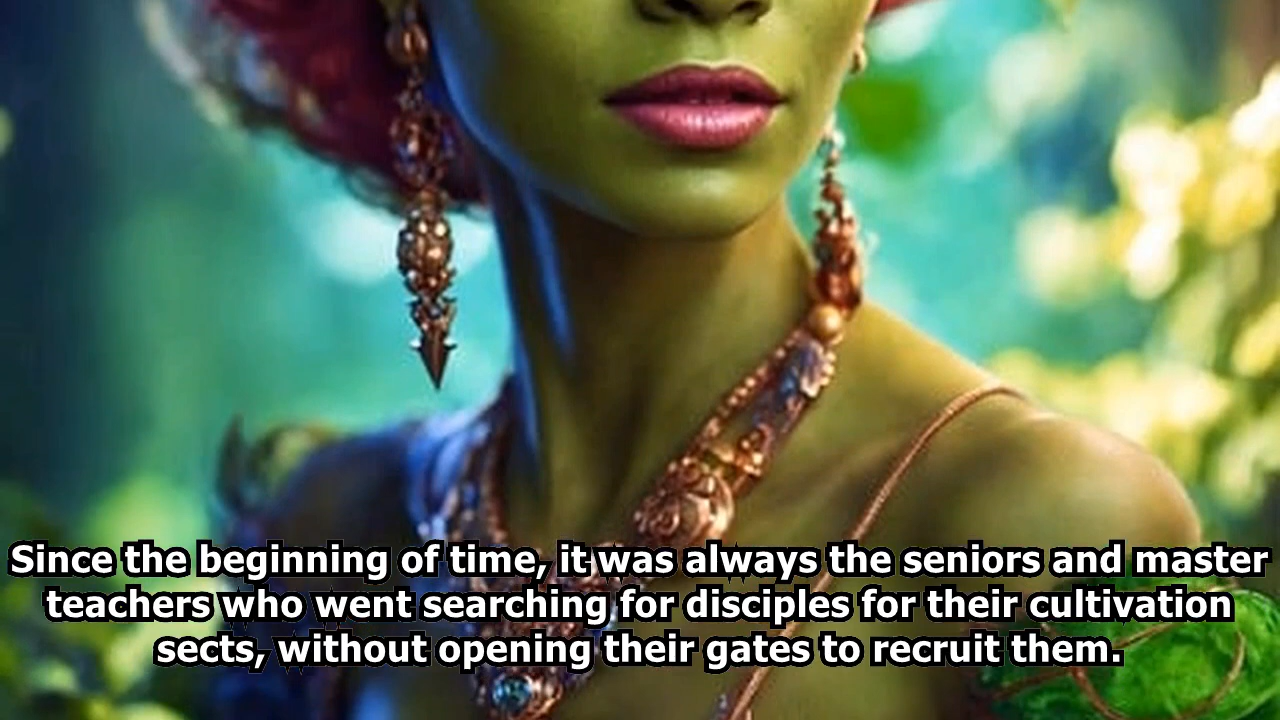 Since the beginning of time, it was always the seniors and master
teachers who went searching for disciples for their cultivation
sects, without opening their gates to recruit them.